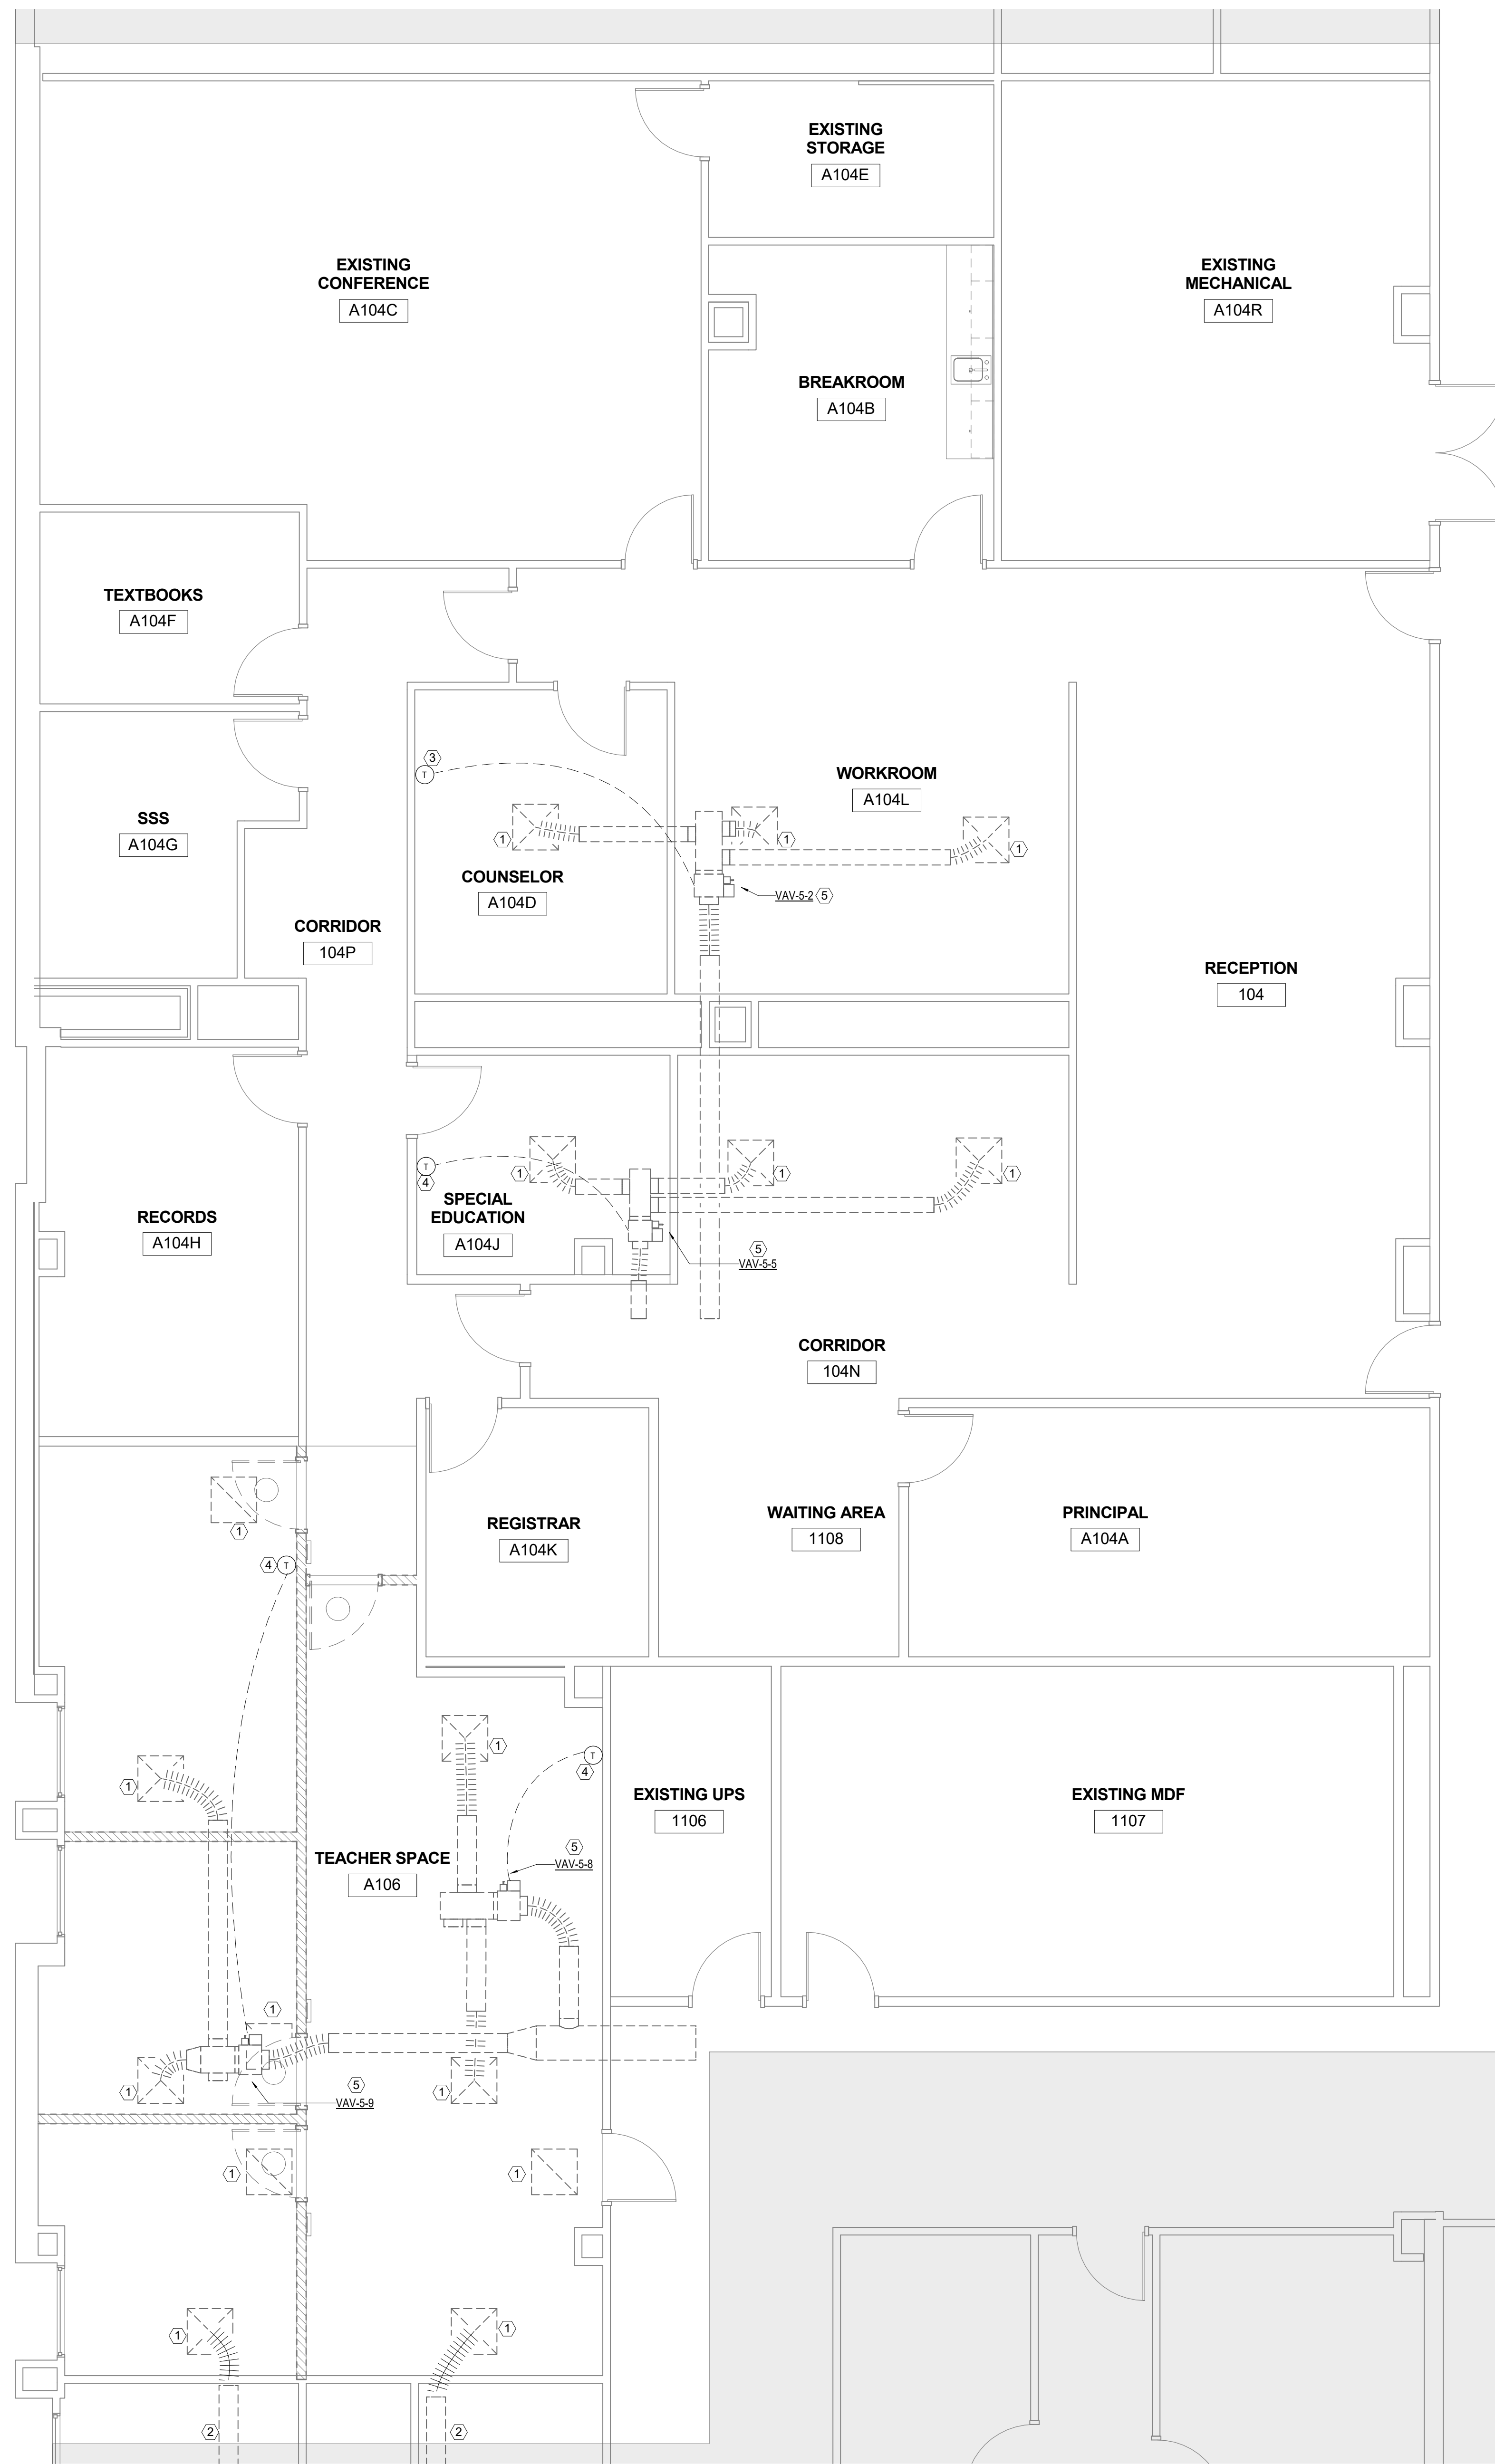 EXISTING
STORAGE
A104E
EXISTING
CONFERENCE
A104C
EXISTING
MECHANICAL
A104R
BREAKROOM
A104B
TEXTBOOKS
A104F
3
T
WORKROOM
A104L
SSS
A104G
1
1
1
COUNSELOR
A104D
VAV-5-2 5
CORRIDOR
104P
RECEPTION
104
T
4
1
1
1
SPECIAL
EDUCATION
A104J
RECORDS
A104H
5
VAV-5-5
CORRIDOR
104N
WAITING AREA
1108
PRINCIPAL
A104A
REGISTRAR
A104K
1
4 T
1
T
4
1
EXISTING UPS
1106
EXISTING MDF
1107
TEACHER SPACE
A106
5
VAV-5-8
1
1
5
VAV-5-9
1
1
1
1
1
2
2